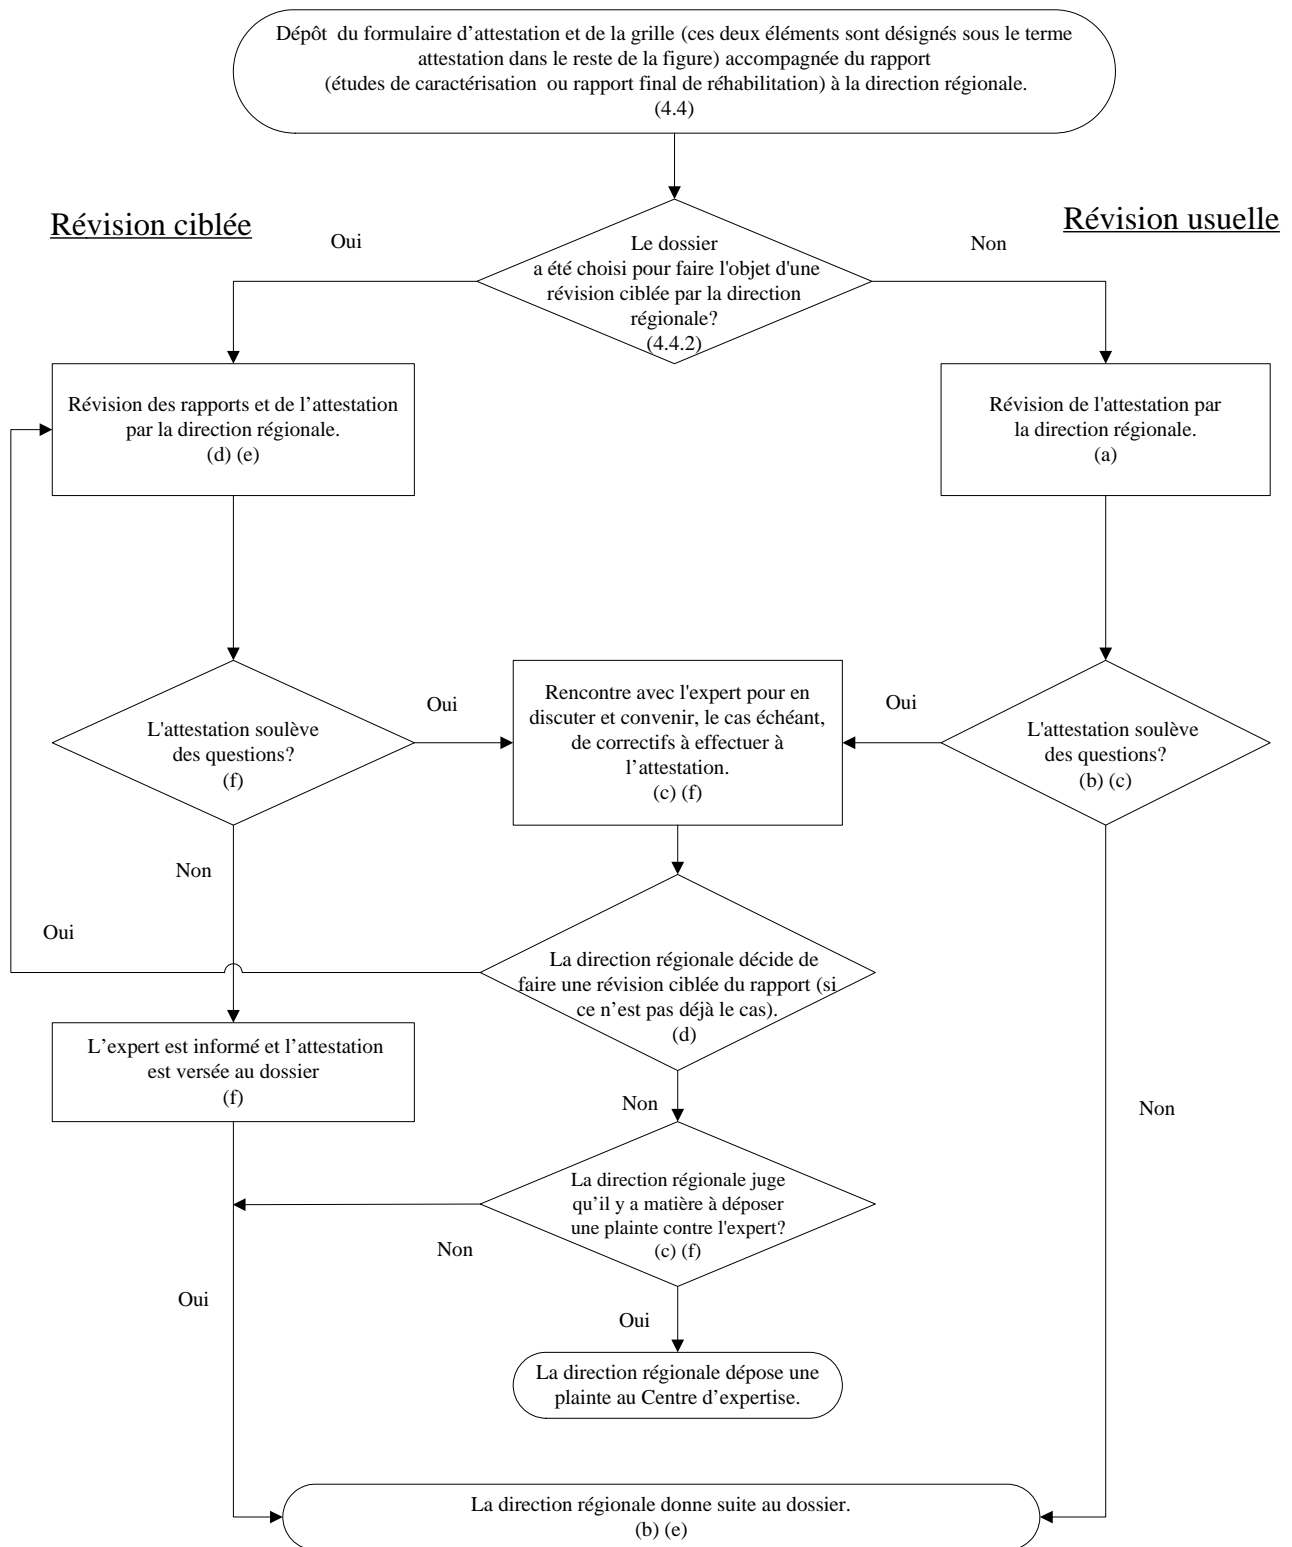 Dépôt du formulaire d’attestation et de la grille (ces deux éléments sont désignés sous le terme
attestation dans le reste de la figure) accompagnée du rapport
(études de caractérisation ou rapport final de réhabilitation) à la direction régionale.
(4.4)
Révision ciblée
Révision usuelle
Oui
Non
Le dossier
a été choisi pour faire l'objet d'une
révision ciblée par la direction
régionale?
(4.4.2)
Révision des rapports et de l’attestation
par la direction régionale.
(d) (e)
Révision de l'attestation par
la direction régionale.
(a)
L'attestation soulève
des questions?
(f)
Oui
Rencontre avec l'expert pour en
discuter et convenir, le cas échéant,
de correctifs à effectuer à
l’attestation.
(c) (f)
Oui
L'attestation soulève
des questions?
(b) (c)
Non
Oui
La direction régionale décide de
faire une révision ciblée du rapport (si
ce n’est pas déjà le cas).
(d)
L’expert est informé et l’attestation
est versée au dossier
(f)
Non
Non
La direction régionale juge
qu’il y a matière à déposer
une plainte contre l'expert?
(c) (f)
Non
Oui
Oui
La direction régionale dépose une
plainte au Centre d’expertise.
La direction régionale donne suite au dossier.
(b) (e)